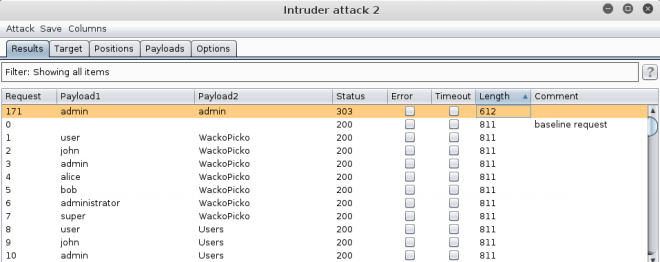 Intruder attack 2
Attack Save Columns
Results Target Positions Payloads Options
Filter: Showing all items ?
Request Payload1 Payload2 Status Error Timeout Length Comment
171 admin admin 303 612
0 200 811 baseline request
1 user WackoPicko 200 811
2 john WackoPicko 200 811
3 admin WackoPicko 200 811
4 alice WackoPicko 200 811
5 bob WackoPicko 200 811
6 administrator WackoPicko 200 811
7 super WackoPicko 200 811
8 user Users 200 811
9 john Users 200 811
10 admin Users 200 811